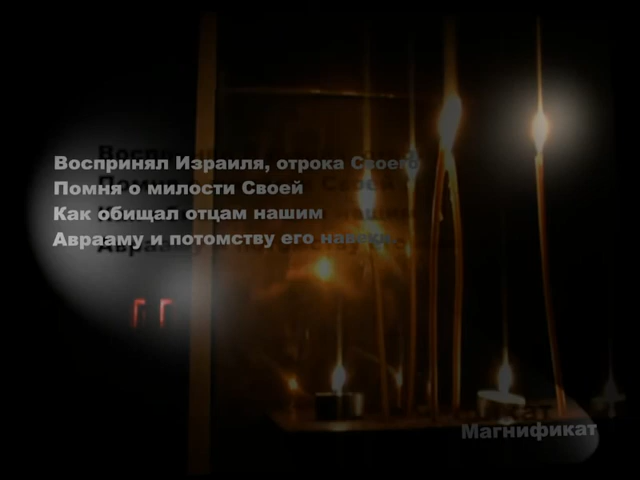 Воспринял Израиля, отрока Своего
Помня о милости Своей
Как обищал отцам нашим
Аврааму и потомству его навеки.
Магнификат